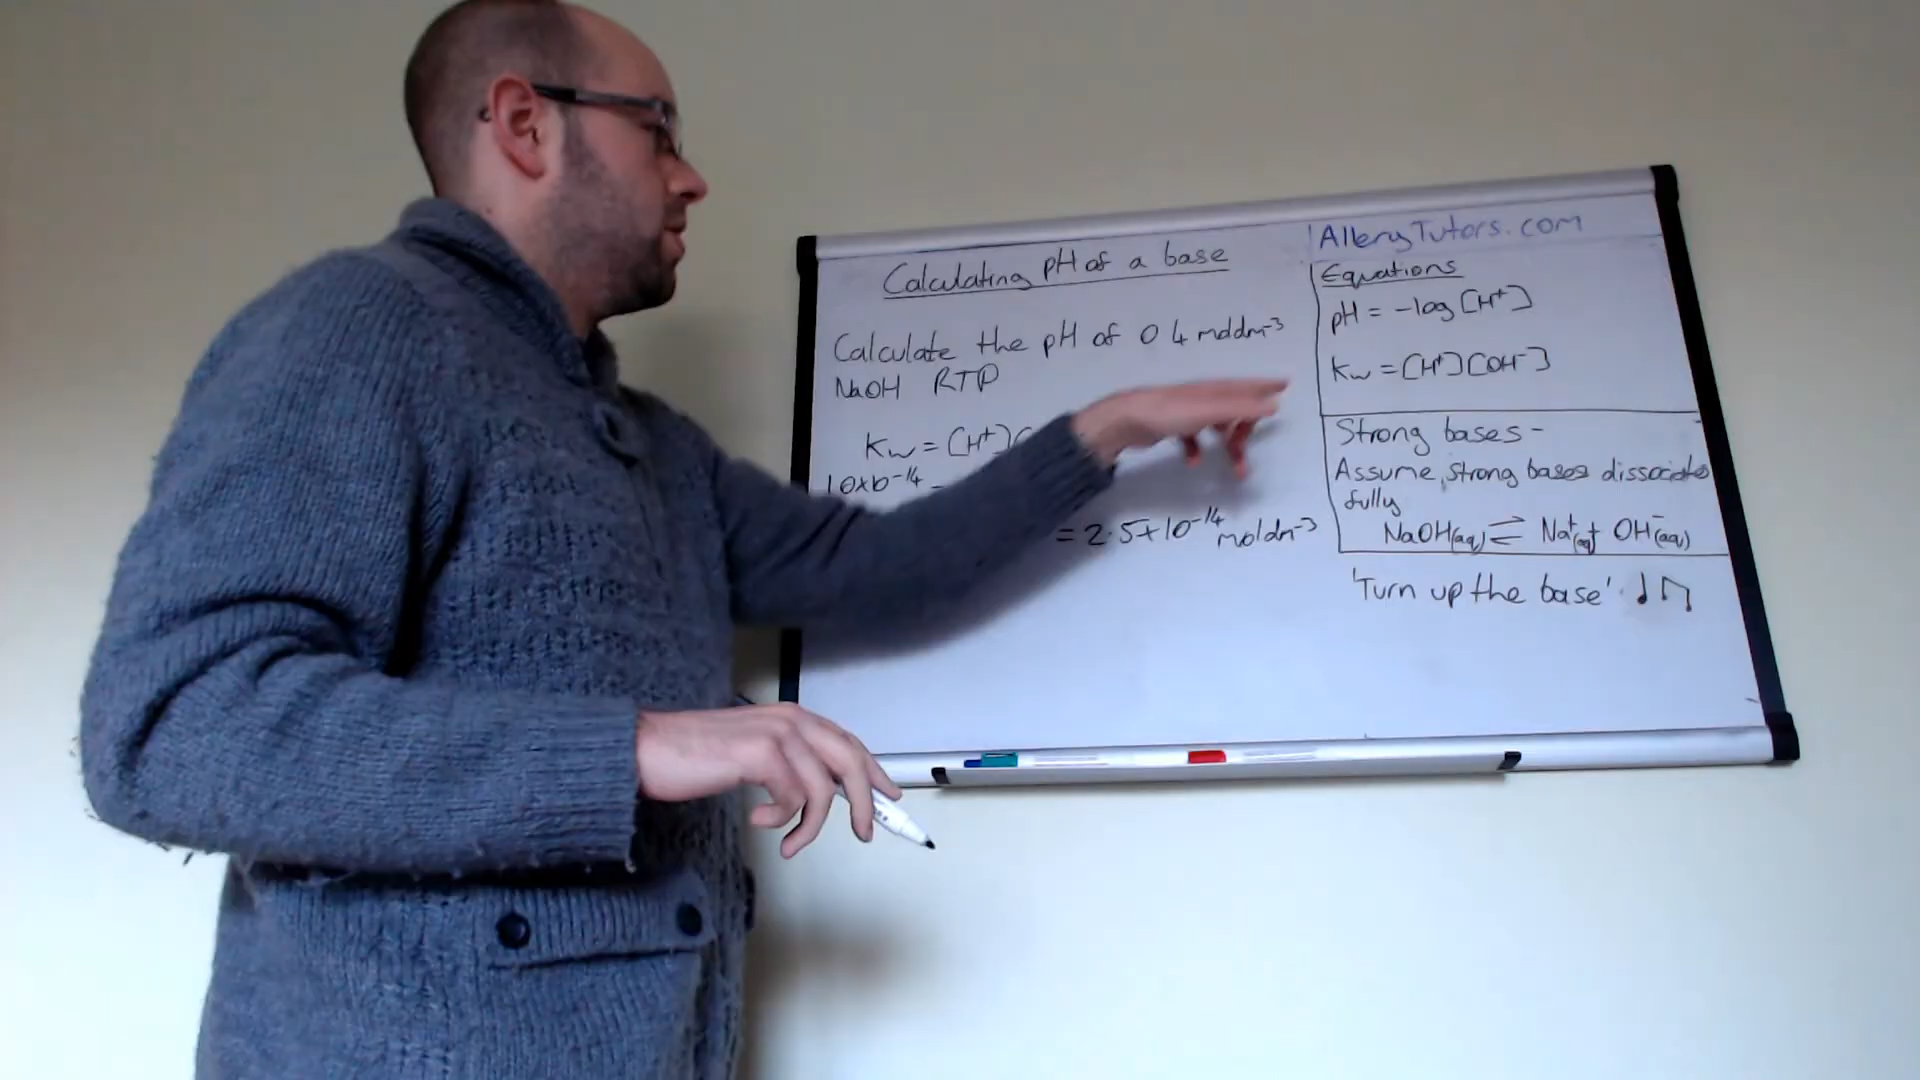 Calculating pH of a base
Calculate the pH of 0.4 moldm⁻³
NaOH RTP
Kw = [H⁺]
1.0x10⁻¹⁴ =
= 2.5x10⁻¹⁴ moldm⁻³
AlleryTutors.com
Equations
pH = -log [H⁺]
Kw = [H⁺][OH⁻]
Strong bases -
Assume, strong bases dissociates
fully
NaOH(aq) ⇌ Na⁺(aq) + OH⁻(aq)
'Turn up the base'